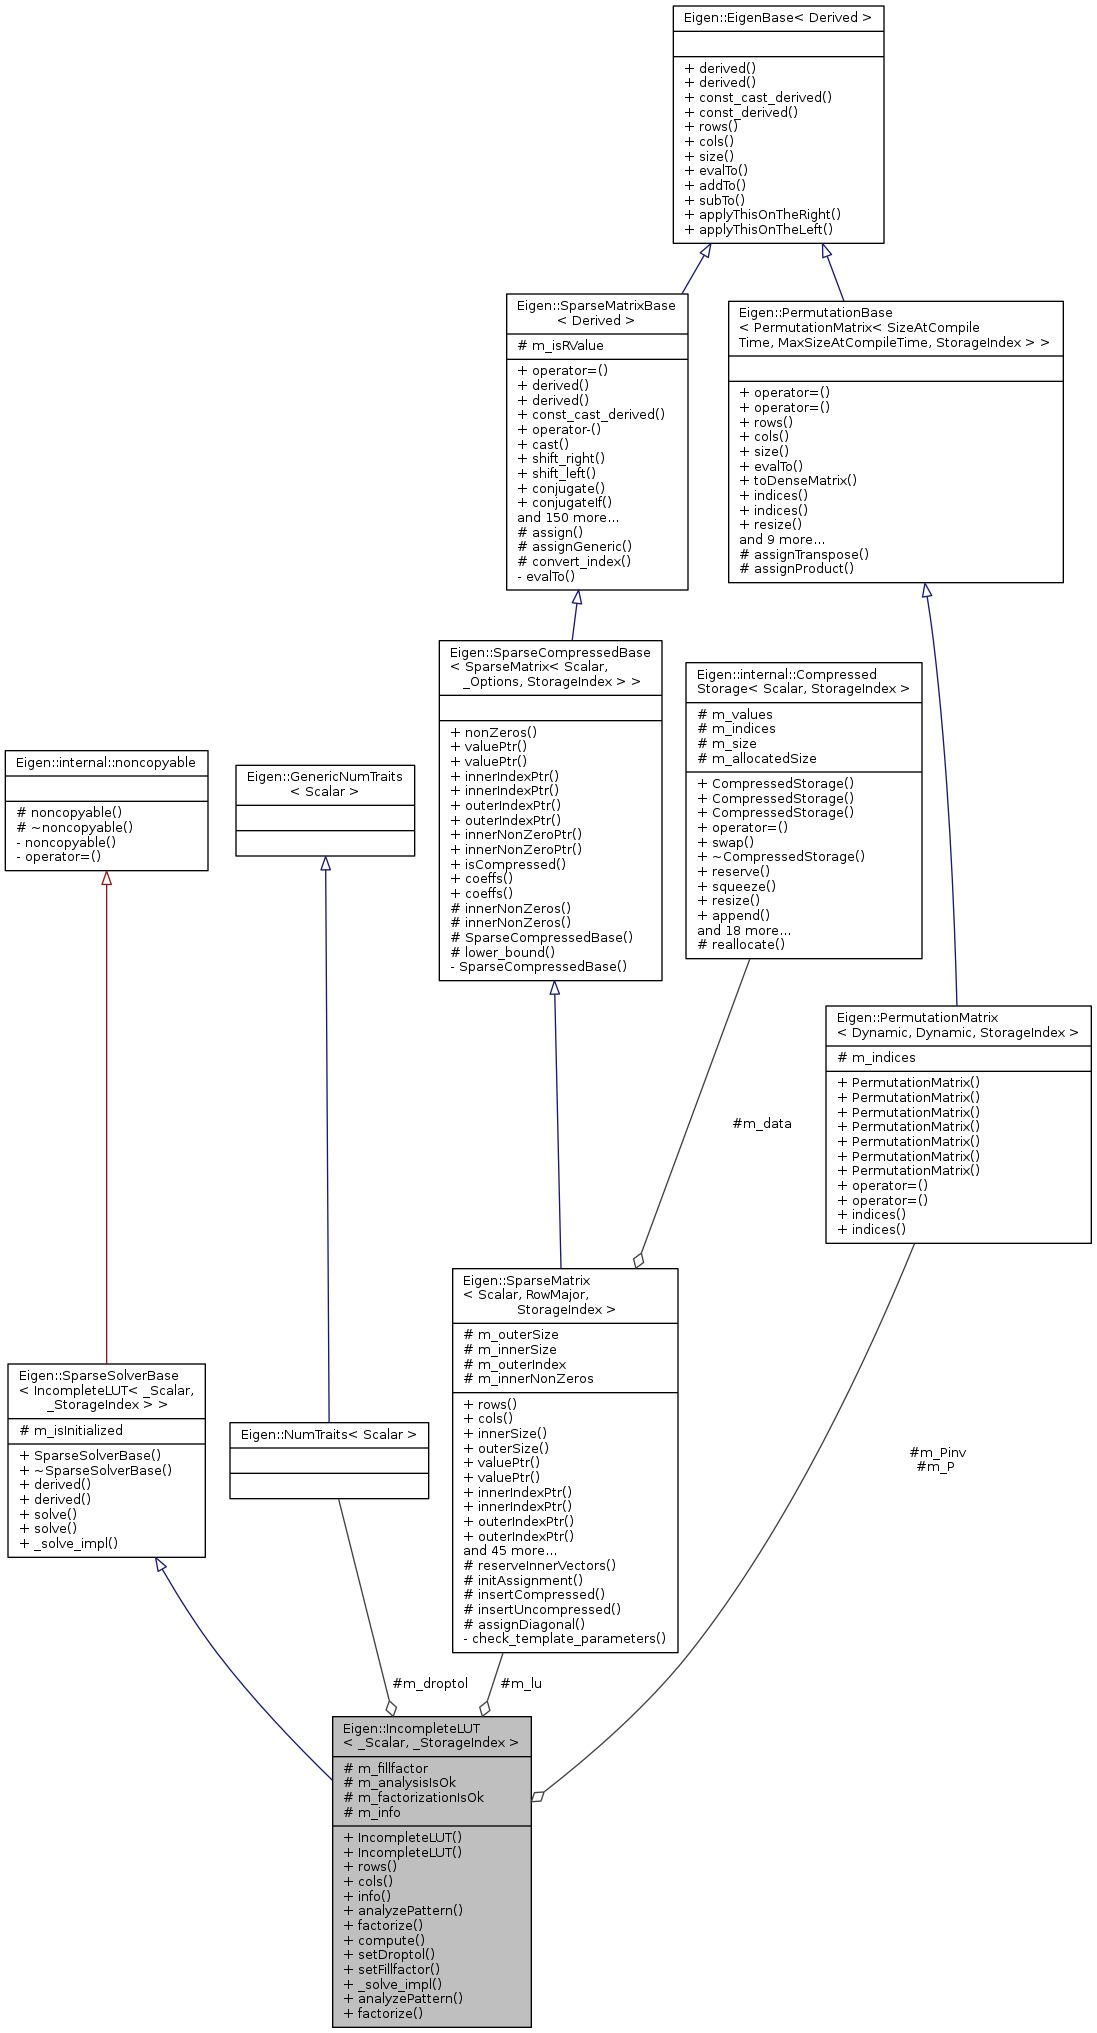 Eigen::EigenBase< Derived >
+ derived()
+ derived()
+ const_cast_derived()
+ const_derived()
+ rows()
+ cols()
+ size()
+ evalTo()
+ addTo()
+ subTo()
+ applyThisOnTheRight()
+ applyThisOnTheLeft()
Eigen::SparseMatrixBase
< Derived >
# m_isRValue
+ operator=()
+ derived()
+ derived()
+ const_cast_derived()
+ operator-()
+ cast()
+ shift_right()
+ shift_left()
+ conjugate()
+ conjugateIf()
and 150 more...
# assign()
# assignGeneric()
# convert_index()
- evalTo()
Eigen::PermutationBase
< PermutationMatrix< SizeAtCompile
Time, MaxSizeAtCompileTime, StorageIndex > >
+ operator=()
+ operator=()
+ rows()
+ cols()
+ size()
+ evalTo()
+ toDenseMatrix()
+ indices()
+ indices()
+ resize()
and 9 more...
# assignTranspose()
# assignProduct()
Eigen::SparseCompressedBase
< SparseMatrix< Scalar,
_Options, StorageIndex > >
+ nonZeros()
+ valuePtr()
+ valuePtr()
+ innerIndexPtr()
+ innerIndexPtr()
+ outerIndexPtr()
+ outerIndexPtr()
+ innerNonZeroPtr()
+ innerNonZeroPtr()
+ isCompressed()
+ coeffs()
+ coeffs()
# innerNonZeros()
# innerNonZeros()
# SparseCompressedBase()
# lower_bound()
- SparseCompressedBase()
Eigen::internal::Compressed
Storage< Scalar, StorageIndex >
# m_values
# m_indices
# m_size
# m_allocatedSize
+ CompressedStorage()
+ CompressedStorage()
+ CompressedStorage()
+ operator=()
+ swap()
+ ~CompressedStorage()
+ reserve()
+ squeeze()
+ resize()
+ append()
and 18 more...
# reallocate()
Eigen::internal::noncopyable
# noncopyable()
# ~noncopyable()
- noncopyable()
- operator=()
Eigen::GenericNumTraits
< Scalar >
Eigen::PermutationMatrix
< Dynamic, Dynamic, StorageIndex >
# m_indices
+ PermutationMatrix()
+ PermutationMatrix()
+ PermutationMatrix()
+ PermutationMatrix()
+ PermutationMatrix()
+ PermutationMatrix()
+ PermutationMatrix()
+ operator=()
+ operator=()
+ indices()
+ indices()
#m_data
Eigen::SparseMatrix
< Scalar, RowMajor,
StorageIndex >
# m_outerSize
# m_innerSize
# m_outerIndex
# m_innerNonZeros
+ rows()
+ cols()
+ innerSize()
+ outerSize()
+ valuePtr()
+ valuePtr()
+ innerIndexPtr()
+ innerIndexPtr()
+ outerIndexPtr()
+ outerIndexPtr()
and 45 more...
# reserveInnerVectors()
# initAssignment()
# insertCompressed()
# insertUncompressed()
# assignDiagonal()
- check_template_parameters()
Eigen::SparseSolverBase
< IncompleteLUT< _Scalar,
_StorageIndex > >
# m_isInitialized
+ SparseSolverBase()
+ ~SparseSolverBase()
+ derived()
+ derived()
+ solve()
+ solve()
+ _solve_impl()
Eigen::NumTraits< Scalar >
#m_Pinv
#m_P
#m_droptol
#m_lu
Eigen::IncompleteLUT
< _Scalar, _StorageIndex >
# m_fillfactor
# m_analysisIsOk
# m_factorizationIsOk
# m_info
+ IncompleteLUT()
+ IncompleteLUT()
+ rows()
+ cols()
+ info()
+ analyzePattern()
+ factorize()
+ compute()
+ setDroptol()
+ setFillfactor()
+ _solve_impl()
+ analyzePattern()
+ factorize()